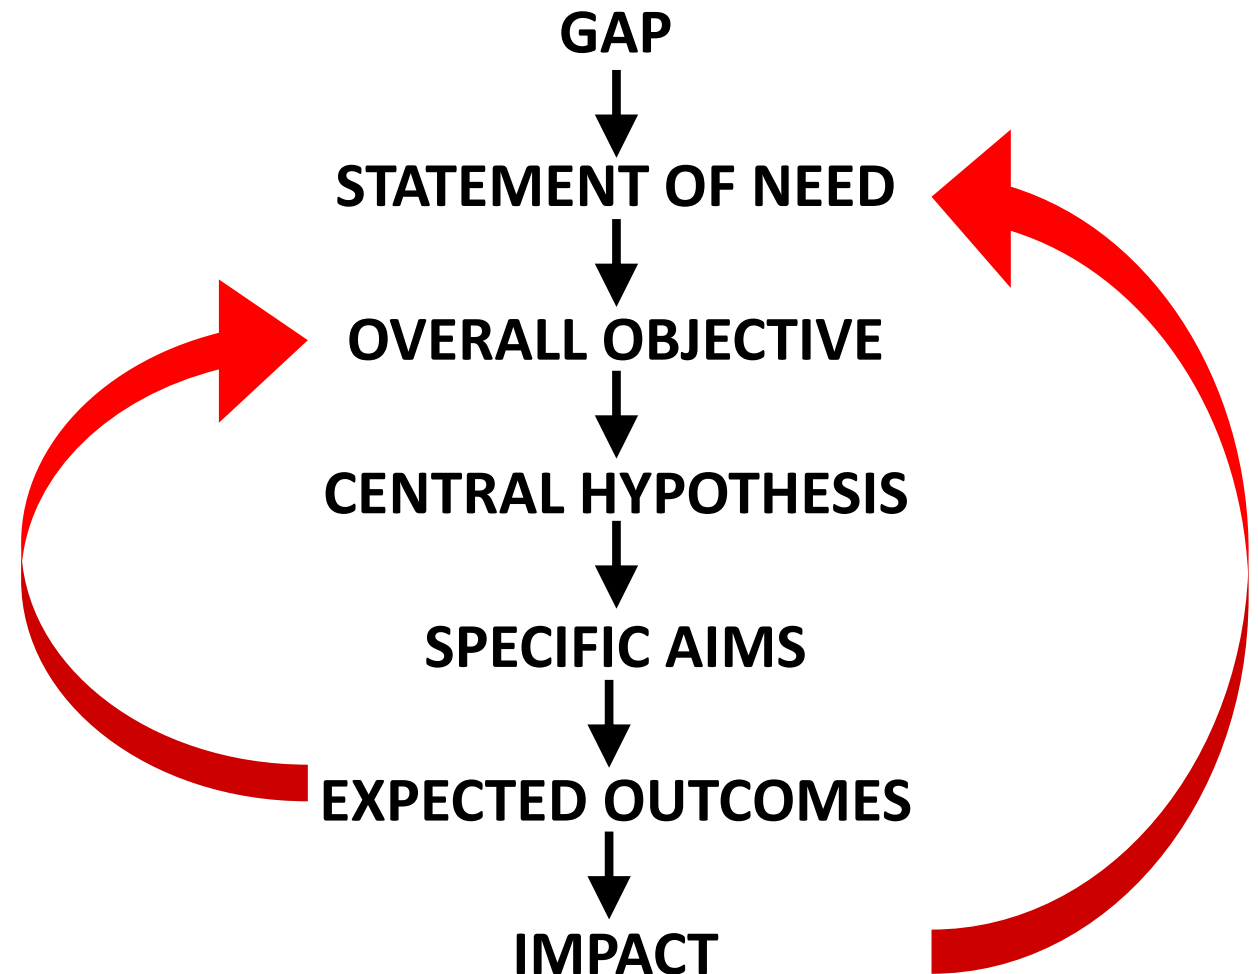 GAP
STATEMENT OF NEED
OVERALL OBJECTIVE
CENTRAL HYPOTHESIS
SPECIFIC AIMS
EXPECTED OUTCOMES
IMPACT